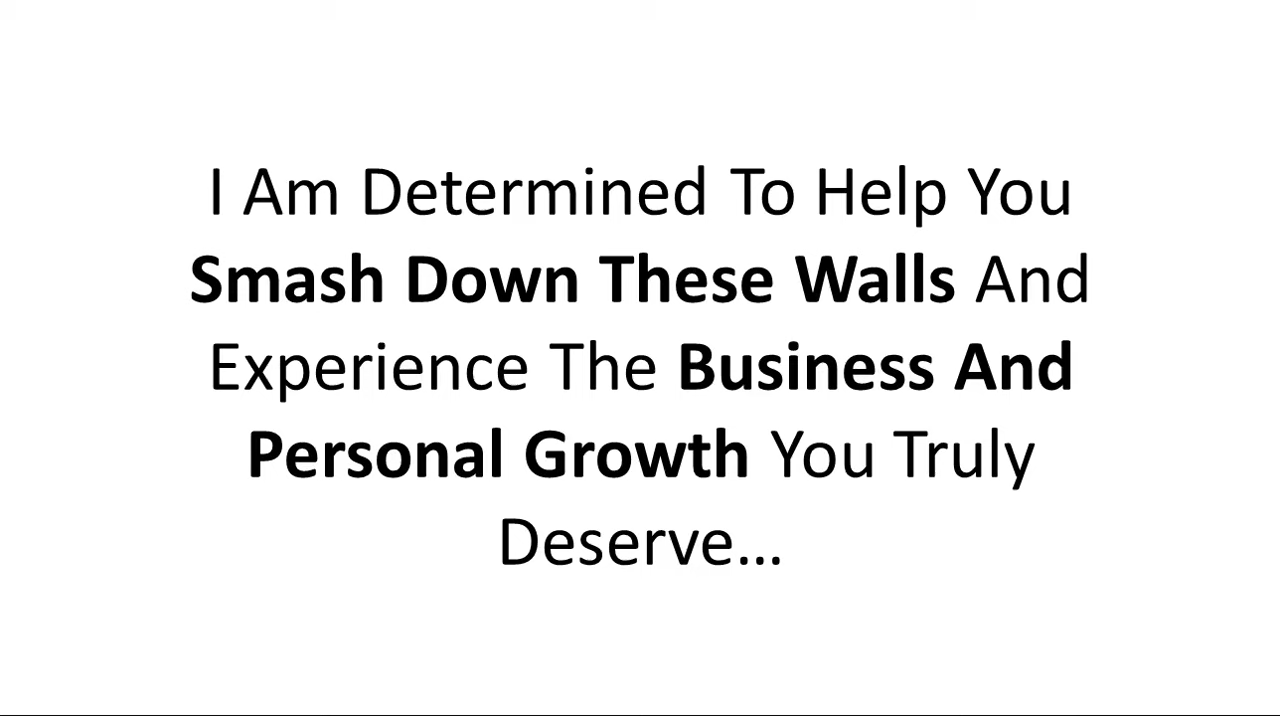 I Am Determined To Help You
Smash Down These Walls And
Experience The Business And
Personal Growth You Truly
Deserve...